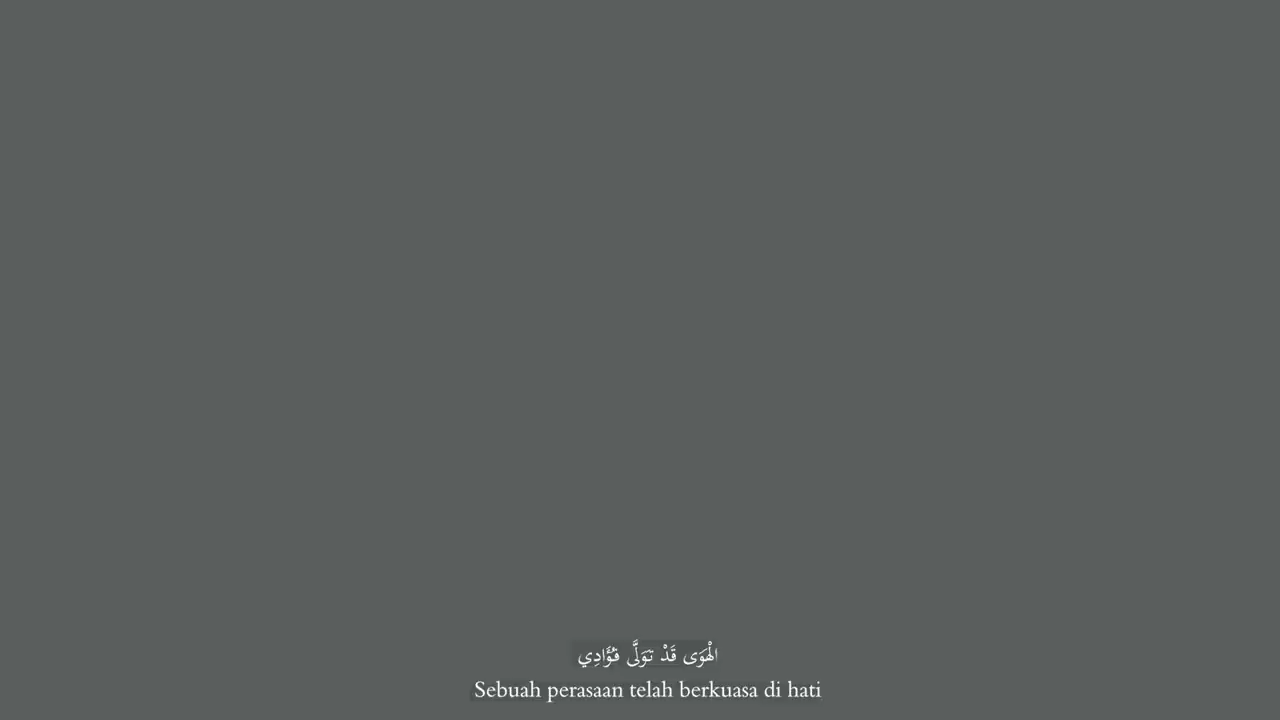 الْهَوَى قَدْ تَوَلَّى فُؤَادِي
Sebuah perasaan telah berkuasa di hati